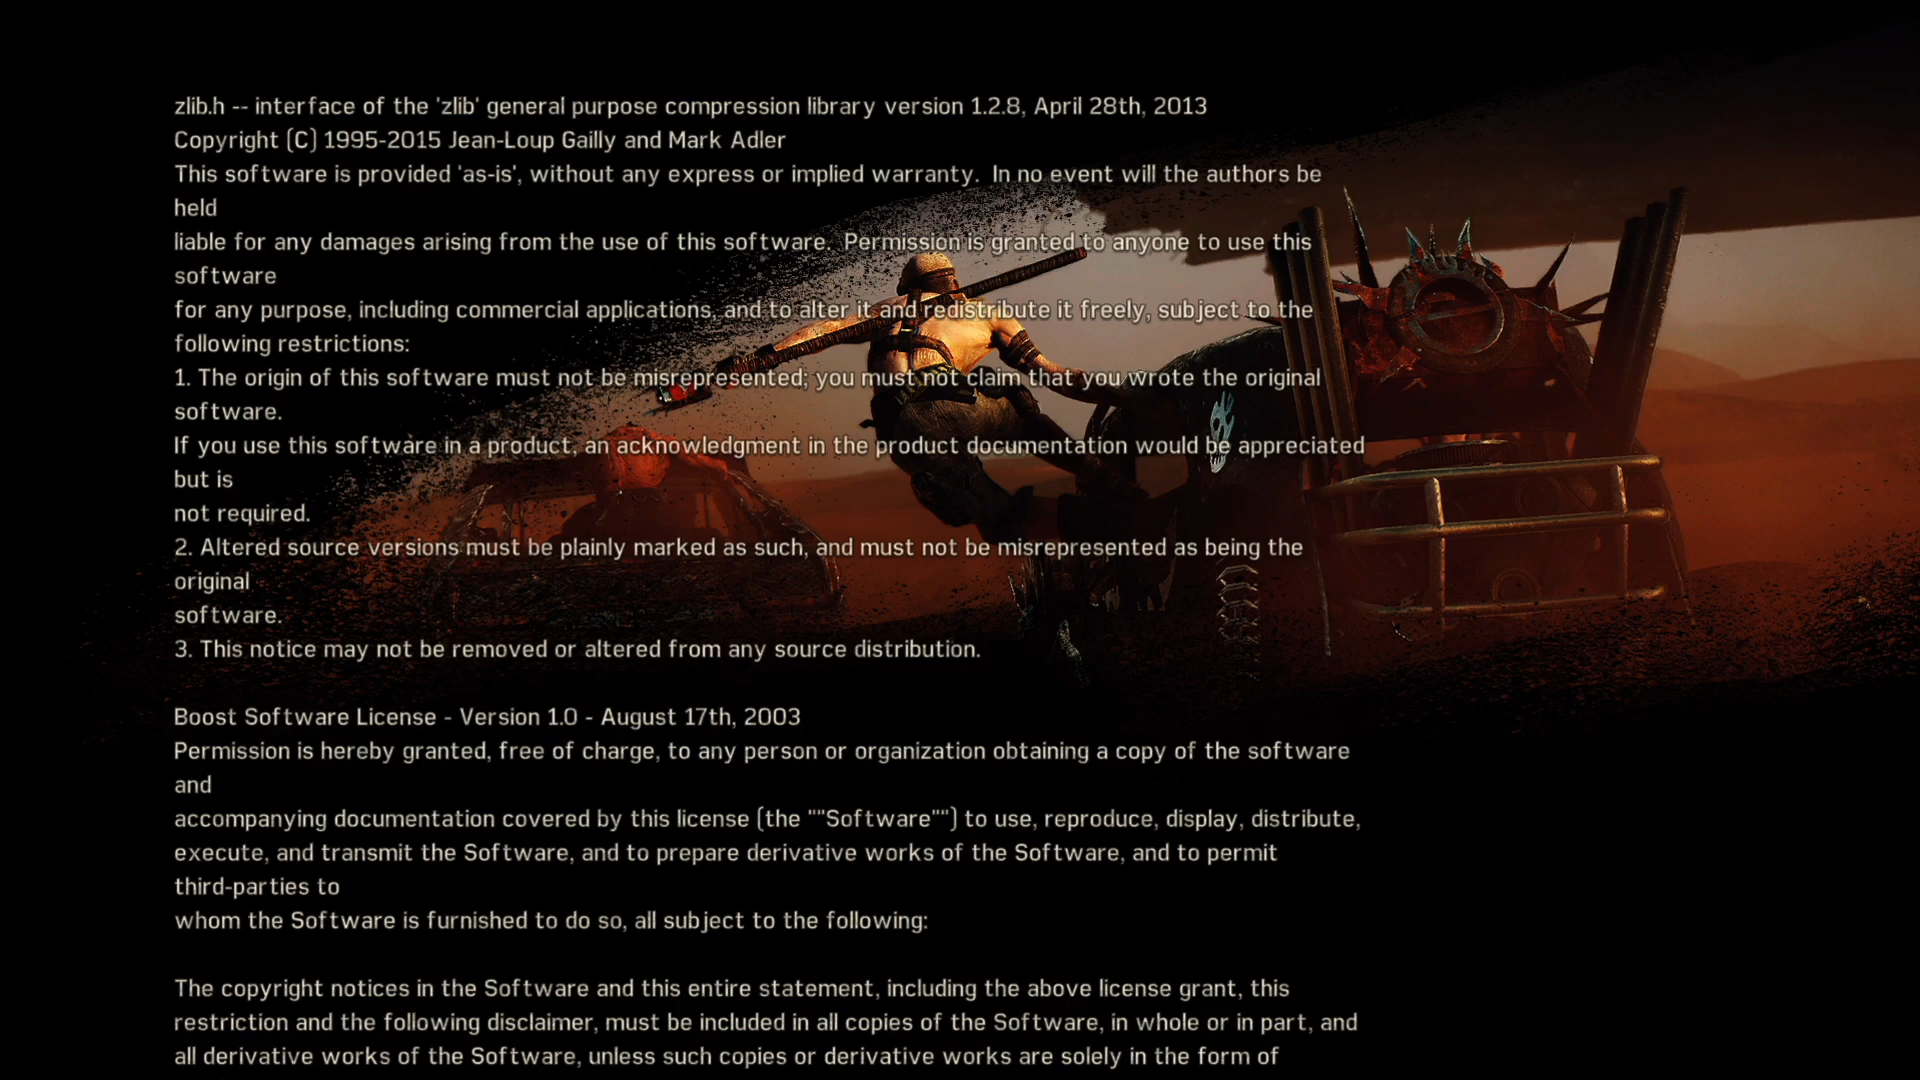 zlib.h -- interface of the 'zlib' general purpose compression library version 1.2.8, April 28th, 2013
Copyright (C) 1995-2015 Jean-Loup Gailly and Mark Adler
This software is provided 'as-is', without any express or implied warranty.  In no event will the authors be
held
liable for any damages arising from the use of this software.  Permission is granted to anyone to use this
software
for any purpose, including commercial applications, and to alter it and redistribute it freely, subject to the
following restrictions:
1. The origin of this software must not be misrepresented; you must not claim that you wrote the original
software.
If you use this software in a product, an acknowledgment in the product documentation would be appreciated
but is
not required.
2. Altered source versions must be plainly marked as such, and must not be misrepresented as being the
original
software.
3. This notice may not be removed or altered from any source distribution.
Boost Software License - Version 1.0 - August 17th, 2003
Permission is hereby granted, free of charge, to any person or organization obtaining a copy of the software
and
accompanying documentation covered by this license (the ""Software"") to use, reproduce, display, distribute,
execute, and transmit the Software, and to prepare derivative works of the Software, and to permit
third-parties to
whom the Software is furnished to do so, all subject to the following:
The copyright notices in the Software and this entire statement, including the above license grant, this
restriction and the following disclaimer, must be included in all copies of the Software, in whole or in part, and
all derivative works of the Software, unless such copies or derivative works are solely in the form of